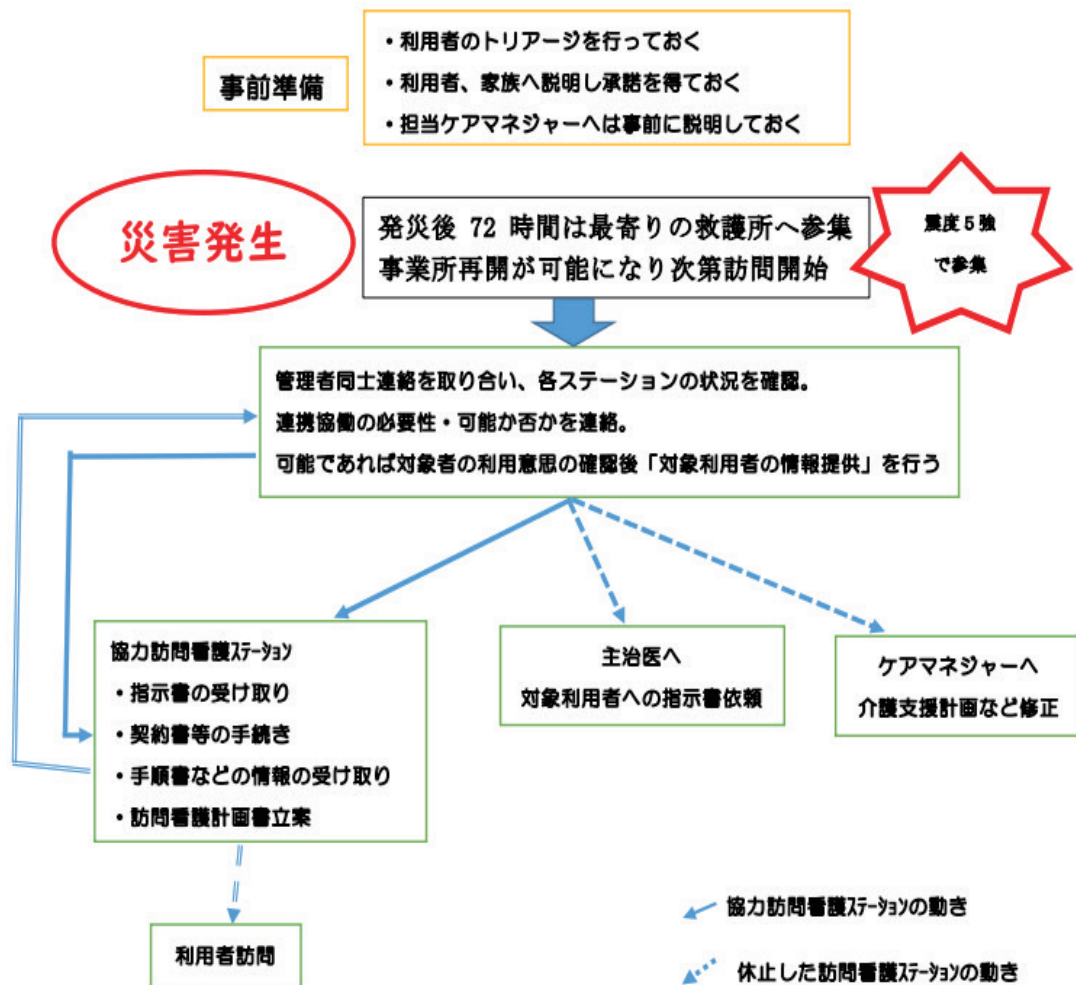 事前準備
・利用者のトリアージを行っておく
・利用者、家族へ説明し承諾を得ておく
・担当ケアマネジャーへは事前に説明しておく
災害発生
発災後 72 時間は最寄りの救護所へ参集
事業所再開が可能になり次第訪問開始
震度5強
で参集
管理者同士連絡を取り合い、各ステーションの状況を確認。
連携協働の必要性・可能か否かを連絡。
可能であれば対象者の利用意思の確認後「対象利用者の情報提供」を行う
協力訪問看護ステーション
・指示書の受け取り
・契約書等の手続き
・手順書などの情報の受け取り
・訪問看護計画書立案
主治医へ
対象利用者への指示書依頼
ケアマネジャーへ
介護支援計画など修正
利用者訪問
協力訪問看護ステーションの動き
休止した訪問看護ステーションの動き